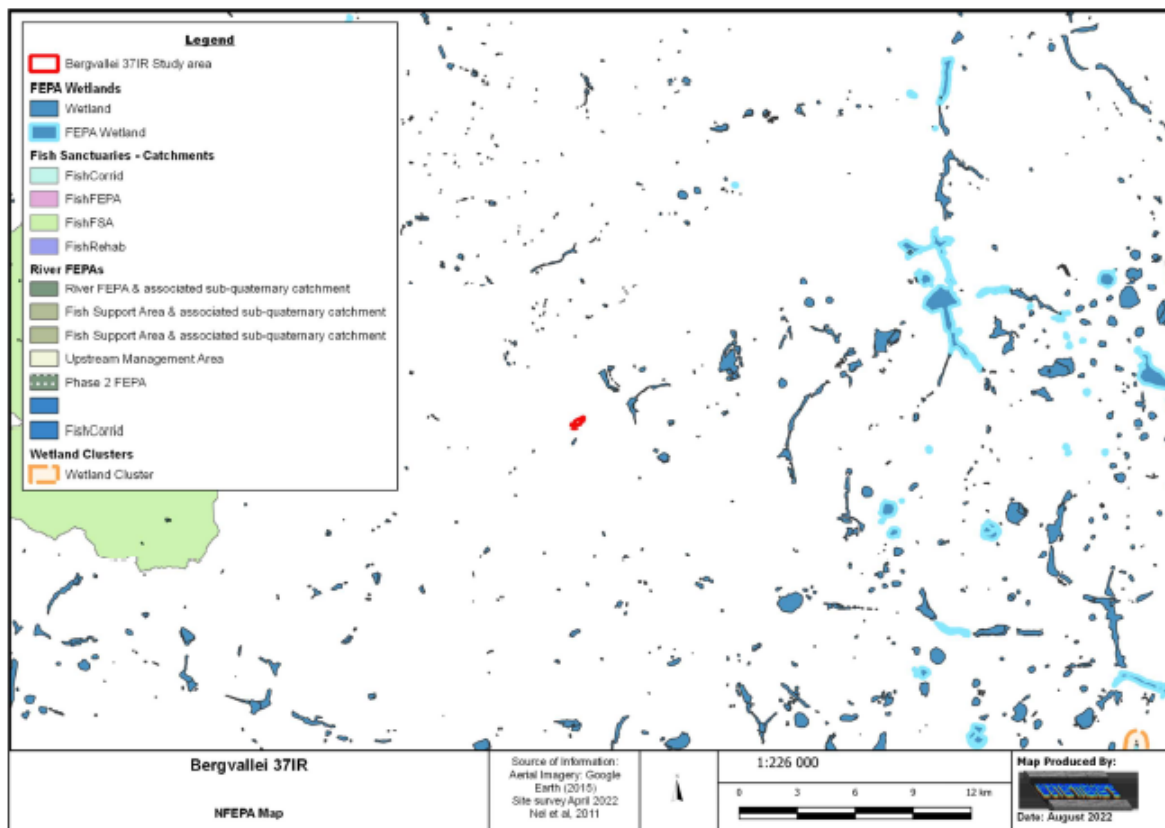 Legend
Bergvallei 37IR Study area
FEPA Wetlands
Wetland
FEPA Wetland
Fish Sanctuaries - Catchments
FishCorrid
FishFEPA
FishFSA
FishRehab
River FEPAs
River FEPA & associated sub-quaternary catchment
Fish Support Area & associated sub-quaternary catchment
Fish Support Area & associated sub-quaternary catchment
Upstream Management Area
Phase 2 FEPA
FishCorrid
Wetland Clusters
Wetland Cluster
Bergvallei 37IR
NFEPA Map
Source of Information:
Aerial Imagery: Google
Earth (2015)
Site survey April 2022
Nel et al, 2011
1:226 000
0 3 6 9 12 km
Map Produced By:
Date: August 2022